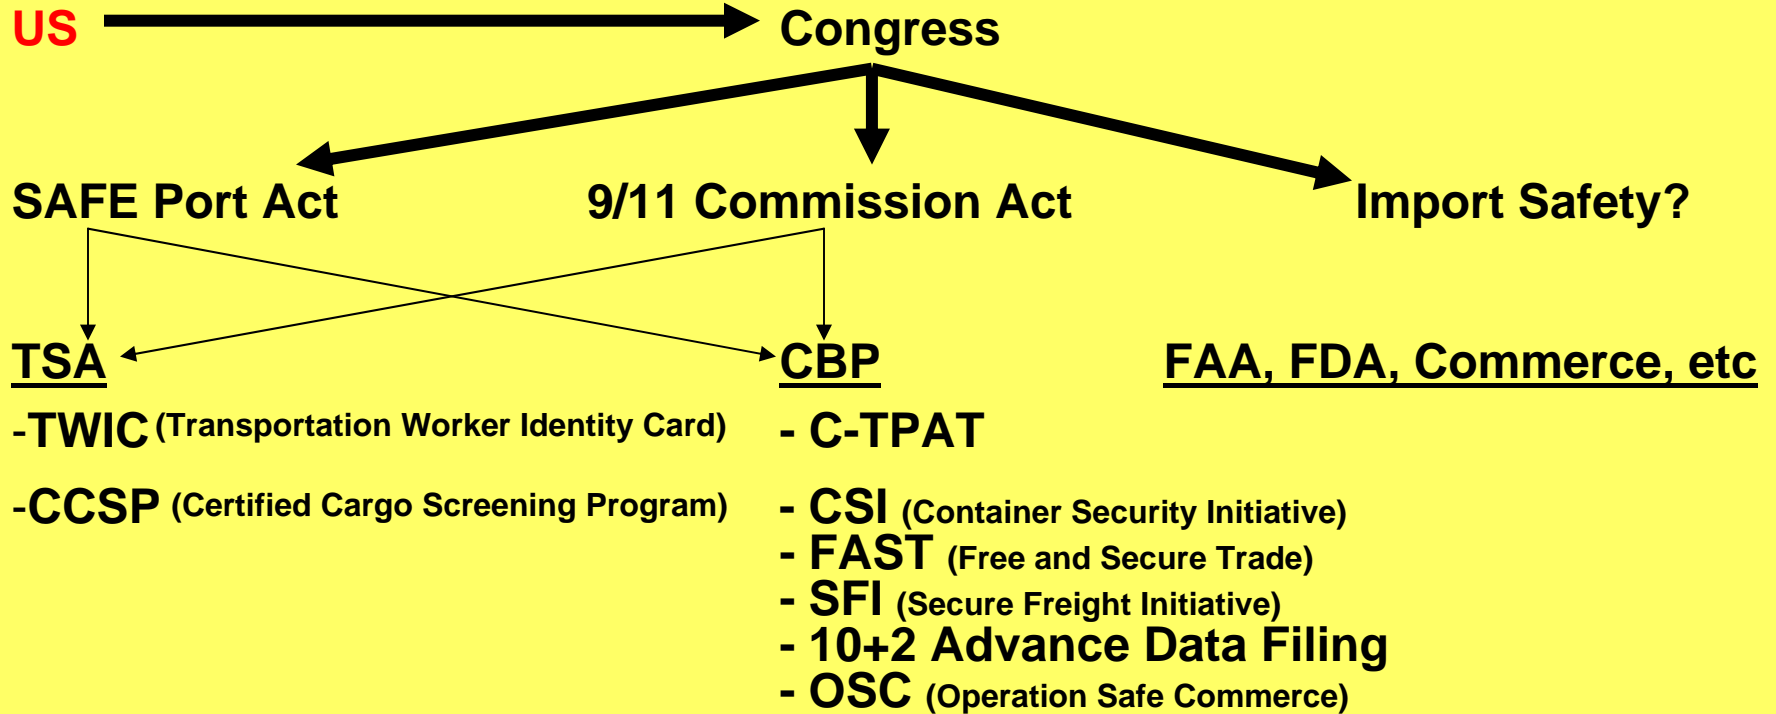 US Congress
SAFE Port Act 9/11 Commission Act Import Safety?
TSA CBP FAA, FDA, Commerce, etc
-TWIC (Transportation Worker Identity Card) - C-TPAT
-CCSP (Certified Cargo Screening Program) - CSI (Container Security Initiative)
- FAST (Free and Secure Trade)
- SFI (Secure Freight Initiative)
- 10+2 Advance Data Filing
- OSC (Operation Safe Commerce)